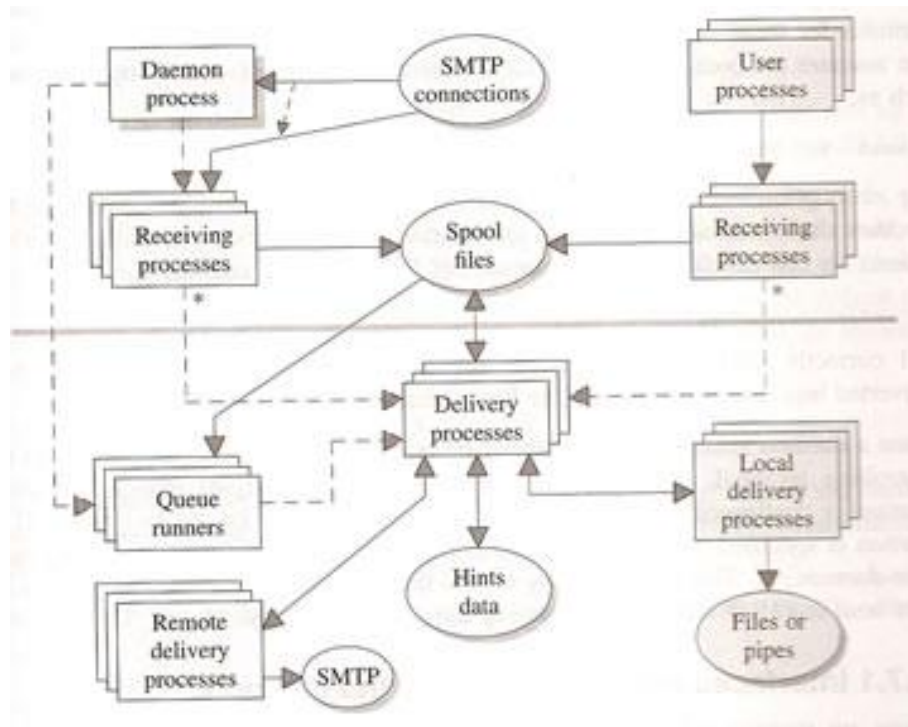 Daemon
process
SMTP
connections
User
processes
Receiving
processes
*
Spool
files
Receiving
processes
*
Delivery
processes
Queue
runners
Local
delivery
processes
Hints
data
Remote
delivery
processes
SMTP
Files or
pipes